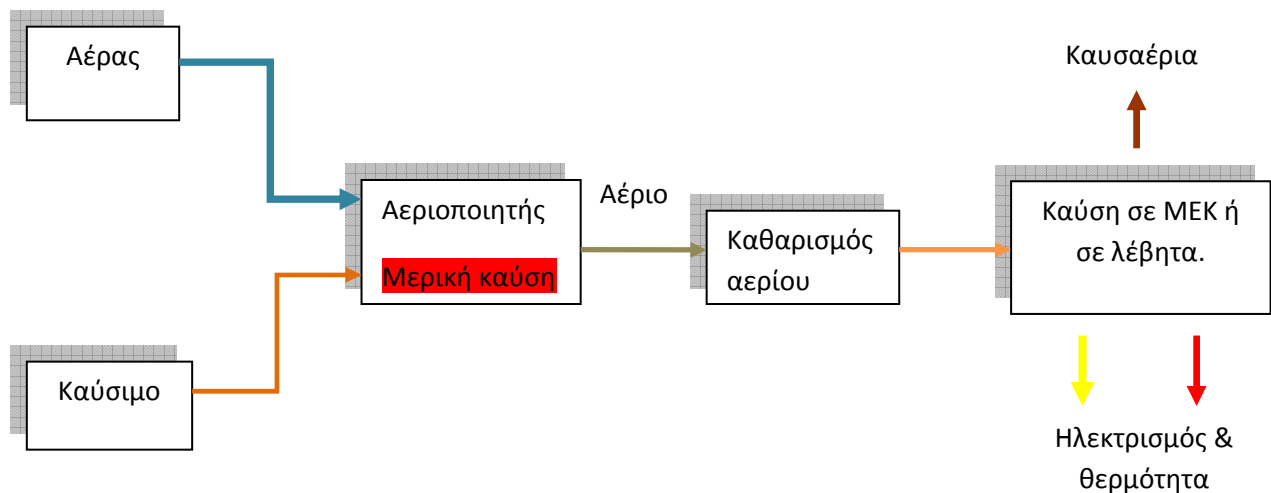 Αέρας
Καύσιμο
Αεριοποιητής
Μερική καύση
Αέριο
Καθαρισμός
αερίου
Καυσαέρια
Καύση σε ΜΕΚ ή
σε λέβητα.
Ηλεκτρισμός &
θερμότητα